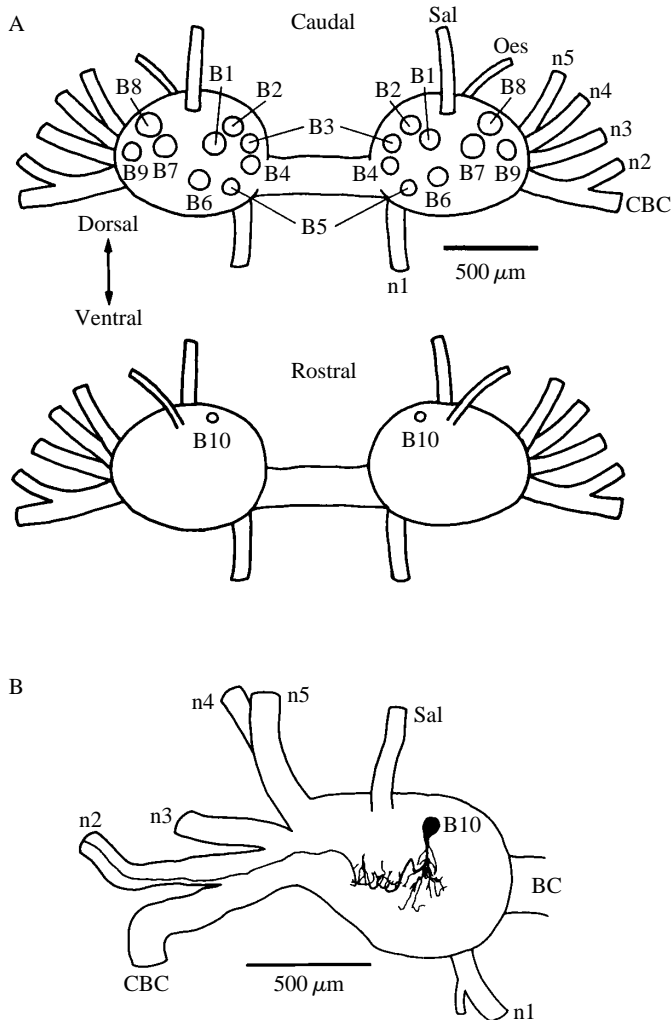 A
Caudal
Sal
Oes
n5
n4
n3
n2
CBC
B8
B1
B2
B3
B2
B1
B8
B9
B7
B4
B4
B7
B9
B6
B5
B6
Dorsal
Ventral
n1
500 μm
Rostral
B10
B10
B
n4
n5
Sal
n3
n2
B10
BC
CBC
500 μm
n1